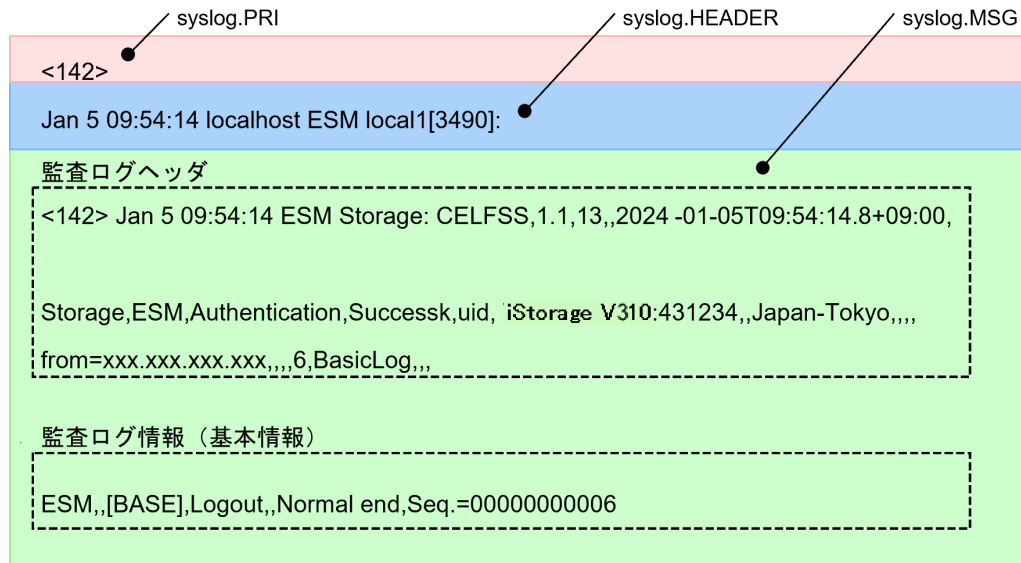 syslog.PRI
syslog.HEADER
syslog.MSG
<142>
Jan 5 09:54:14 localhost ESM local1[3490]:
監査ログヘッダ
<142> Jan 5 09:54:14 ESM Storage: CELFSS,1.1,13,,2024 -01-05T09:54:14.8+09:00,
Storage,ESM,Authentication,Successk,uid, iStorage V310:431234,,Japan-Tokyo,,,,
from=xxx.xxx.xxx.xxx,,,,6,BasicLog,,,
監査ログ情報（基本情報）
ESM,,[BASE],Logout,,Normal end,Seq.=00000000006